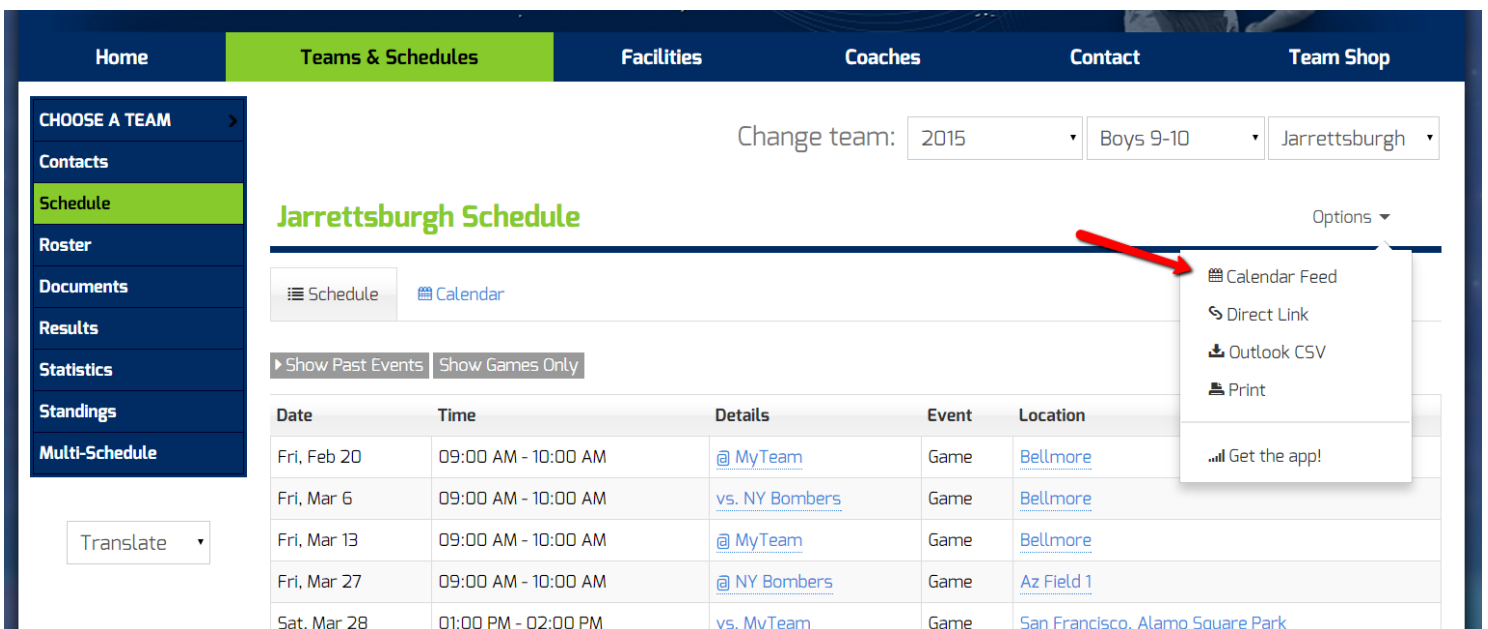 Home Teams & Schedules Facilities Coaches Contact Team Shop
CHOOSE A TEAM
Contacts
Schedule
Roster
Documents
Results
Statistics
Standings
Multi-Schedule
Translate
Change team: 2015 Boys 9-10 Jarrettsburgh
Jarrettsburgh Schedule
Options
Calendar Feed
Direct Link
Outlook CSV
Print
Get the app!
Schedule Calendar
Show Past Events Show Games Only
Date Time Details Event Location
Fri, Feb 20 09:00 AM - 10:00 AM @ MyTeam Game Bellmore
Fri, Mar 6 09:00 AM - 10:00 AM vs. NY Bombers Game Bellmore
Fri, Mar 13 09:00 AM - 10:00 AM @ MyTeam Game Bellmore
Fri, Mar 27 09:00 AM - 10:00 AM @ NY Bombers Game Az Field 1
Sat, Mar 28 01:00 PM - 02:00 PM vs. MyTeam Game San Francisco, Alamo Square Park